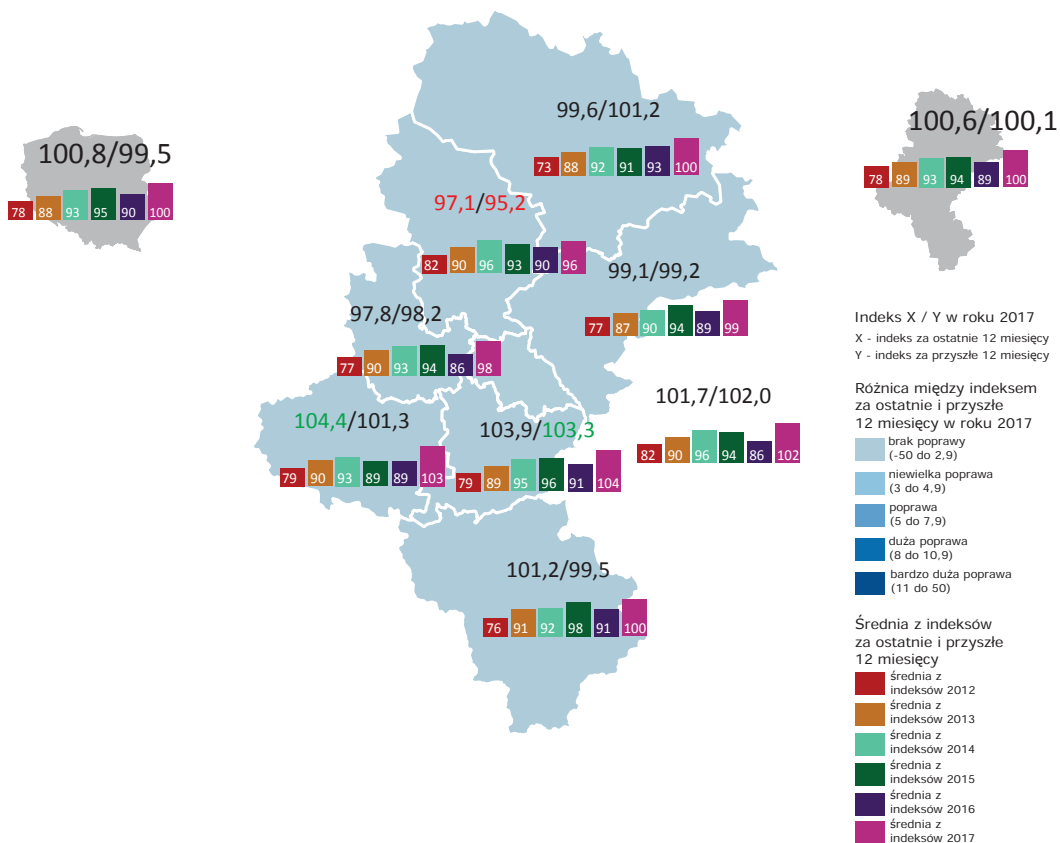 100,8/99,5
78 88 93 95 90 100
99,6/101,2
73 88 92 91 93 100
97,1/95,2
82 90 96 93 90 96
99,1/99,2
77 87 90 94 89 99
97,8/98,2
77 90 93 94 86 98
101,7/102,0
82 90 96 94 86 102
104,4/101,3
79 90 93 89 89 103
103,9/103,3
79 89 95 96 91 104
101,2/99,5
76 91 92 98 91 100
100,6/100,1
78 89 93 94 89 100
Indeks X / Y w roku 2017
X - indeks za ostatnie 12 miesięcy
Y - indeks za przyszłe 12 miesięcy
Różnica między indeksem
za ostatnie i przyszłe
12 miesięcy w roku 2017
brak poprawy
(-50 do 2,9)
niewielka poprawa
(3 do 4,9)
poprawa
(5 do 7,9)
duża poprawa
(8 do 10,9)
bardzo duża poprawa
(11 do 50)
Średnia z indeksów
za ostatnie i przyszłe
12 miesięcy
średnia z
indeksów 2012
średnia z
indeksów 2013
średnia z
indeksów 2014
średnia z
indeksów 2015
średnia z
indeksów 2016
średnia z
indeksów 2017